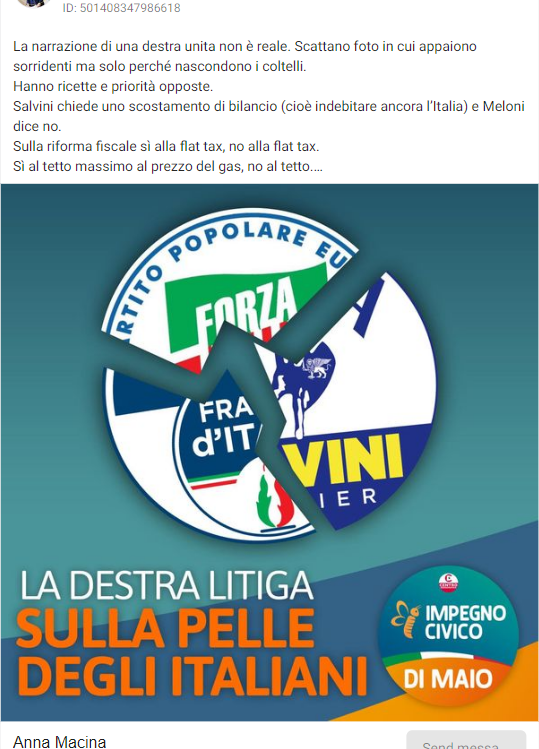 ID: 501408347986618
La narrazione di una destra unita non è reale. Scattano foto in cui appaiono
sorridenti ma solo perché nascondono i coltelli.
Hanno ricette e priorità opposte.
Salvini chiede uno scostamento di bilancio (cioè indebitare ancora l'Italia) e Meloni
dice no.
Sulla riforma fiscale sì alla flat tax, no alla flat tax.
Sì al tetto massimo al prezzo del gas, no al tetto....
RTITO POPOLARE EU
FORZA
A
FRA
d'IT
VINI
IER
LA DESTRA LITIGA
SULLA PELLE
DEGLI ITALIANI
IMPEGNO
CIVICO
DI MAIO
Anna Macina
Send messa